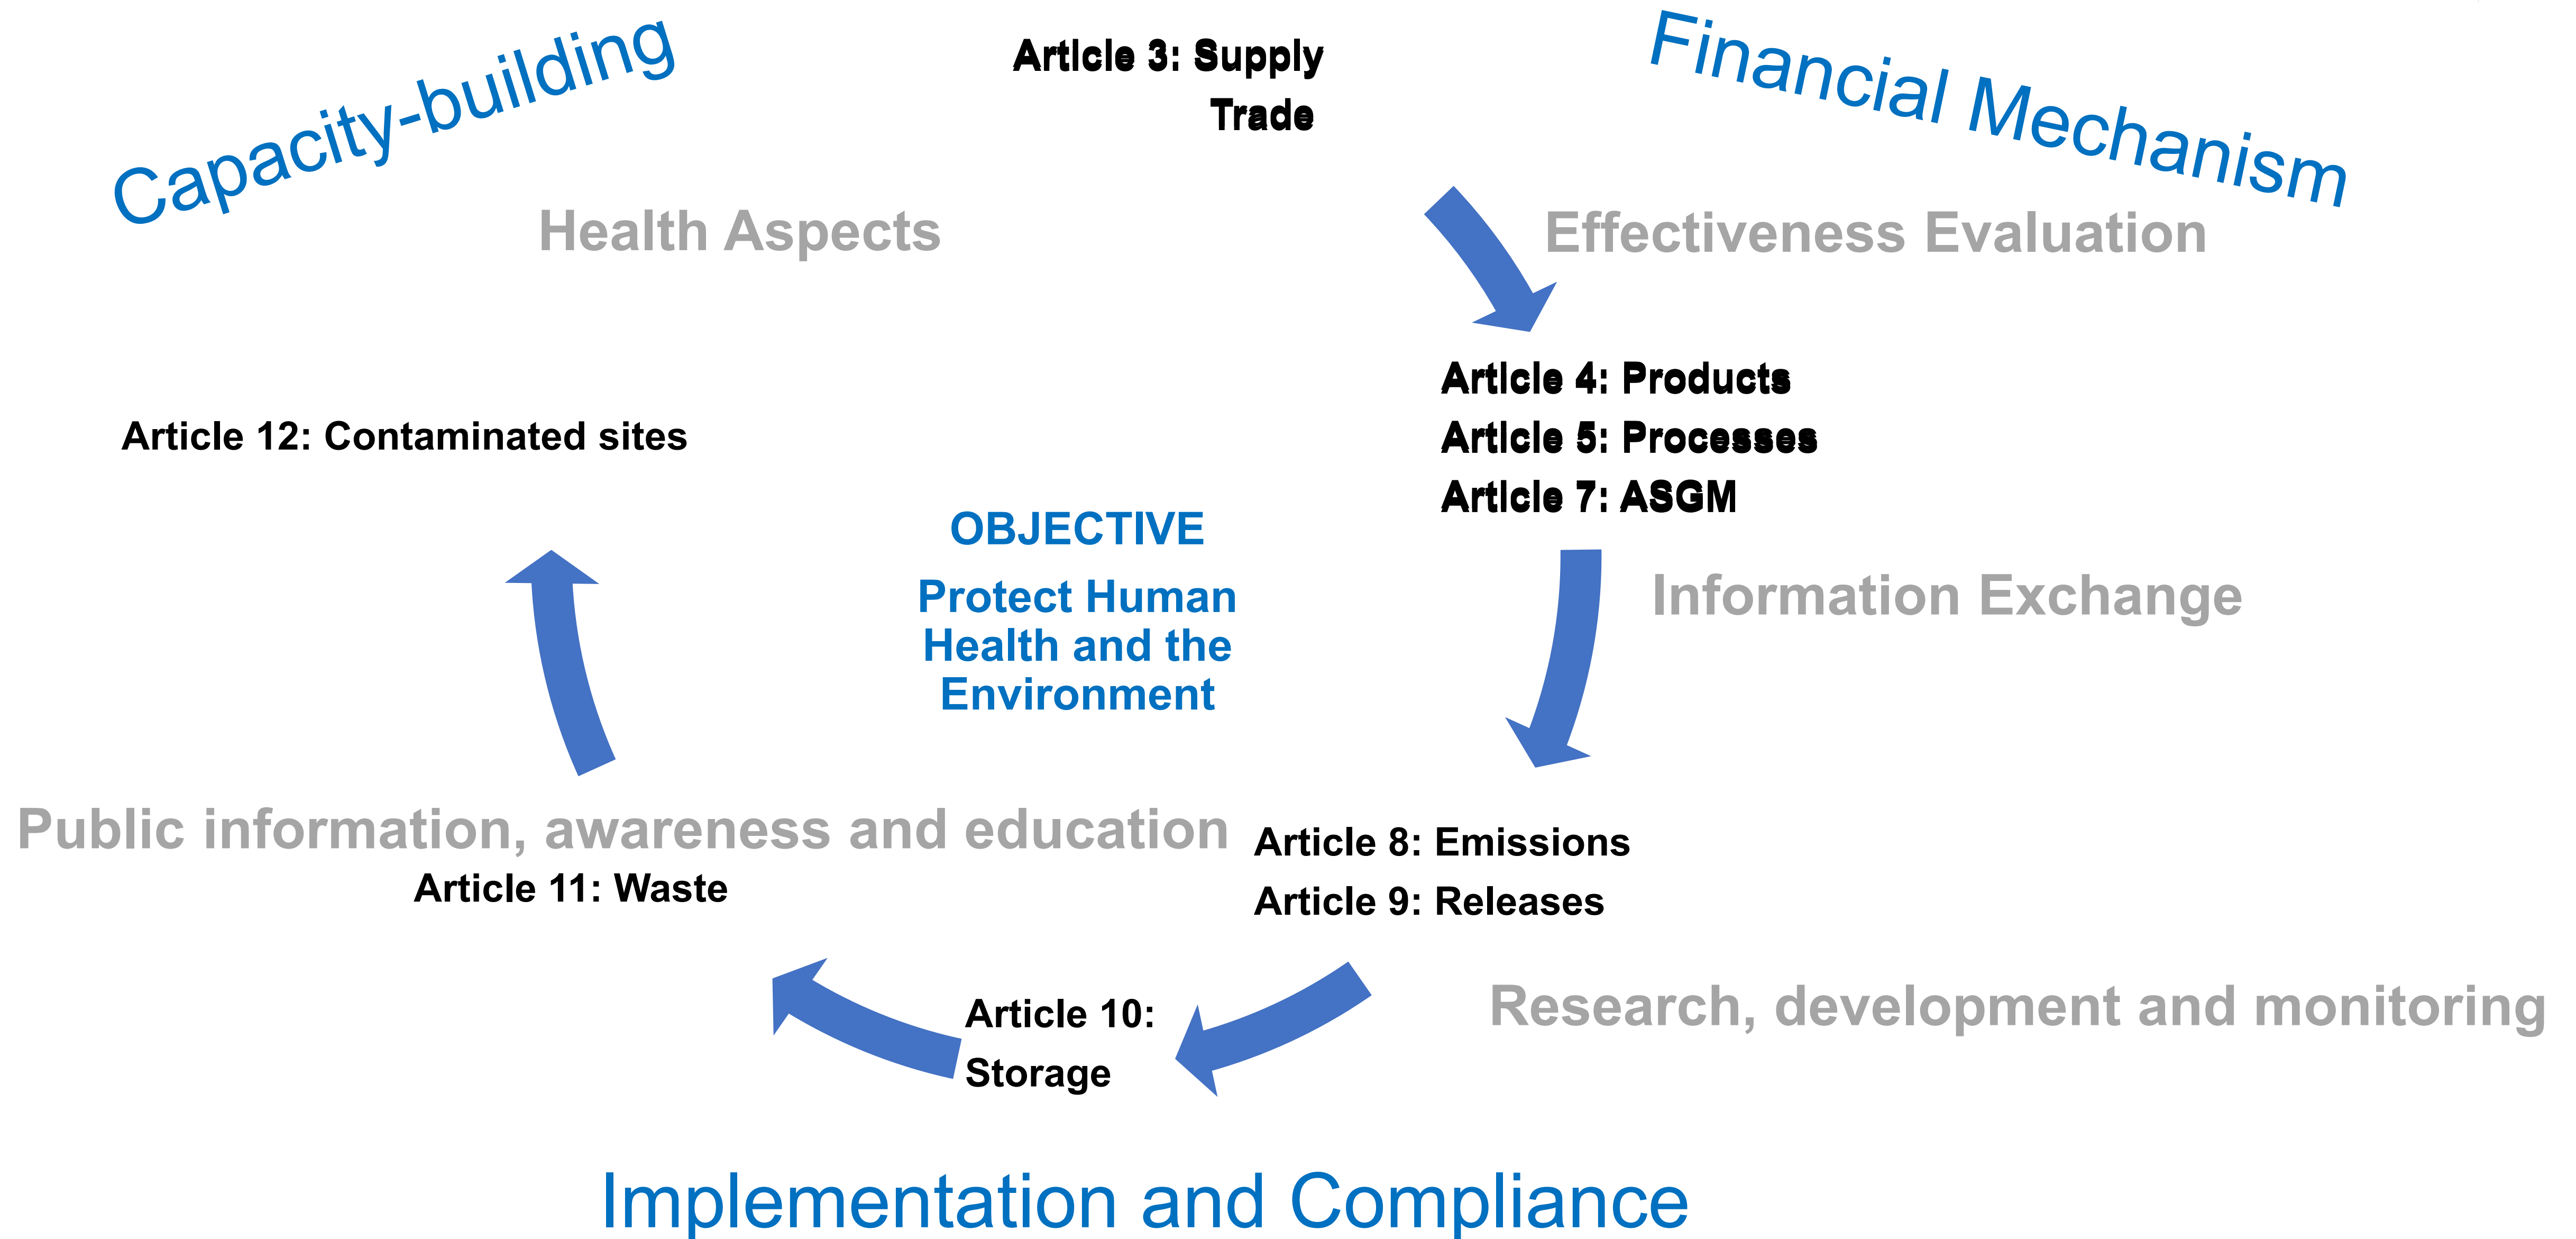 Capacity-building
Article 3: Supply
Trade
Financial Mechanism
Health Aspects
Effectiveness Evaluation
Article 4: Products
Article 5: Processes
Article 7: ASGM
Article 12: Contaminated sites
OBJECTIVE
Protect Human
Health and the
Environment
Information Exchange
Public information, awareness and education
Article 11: Waste
Article 8: Emissions
Article 9: Releases
Article 10:
Storage
Research, development and monitoring
Implementation and Compliance